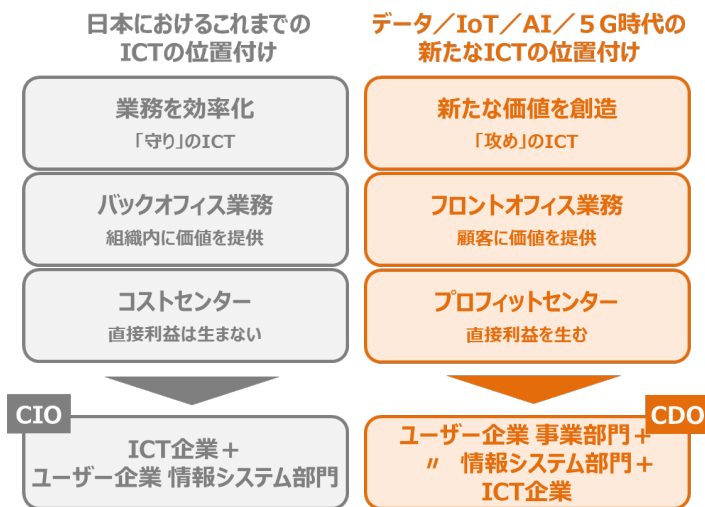 日本におけるこれまでの
ICTの位置付け
業務を効率化
「守り」のICT
バックオフィス業務
組織内に価値を提供
コストセンター
直接利益は生まない
CIO
ICT企業+
ユーザー企業 情報システム部門
データ／IoT／AI／５G時代の
新たなICTの位置付け
新たな価値を創造
「攻め」のICT
フロントオフィス業務
顧客に価値を提供
プロフィットセンター
直接利益を生む
CDO
ユーザー企業 事業部門+
〃 情報システム部門+
ICT企業